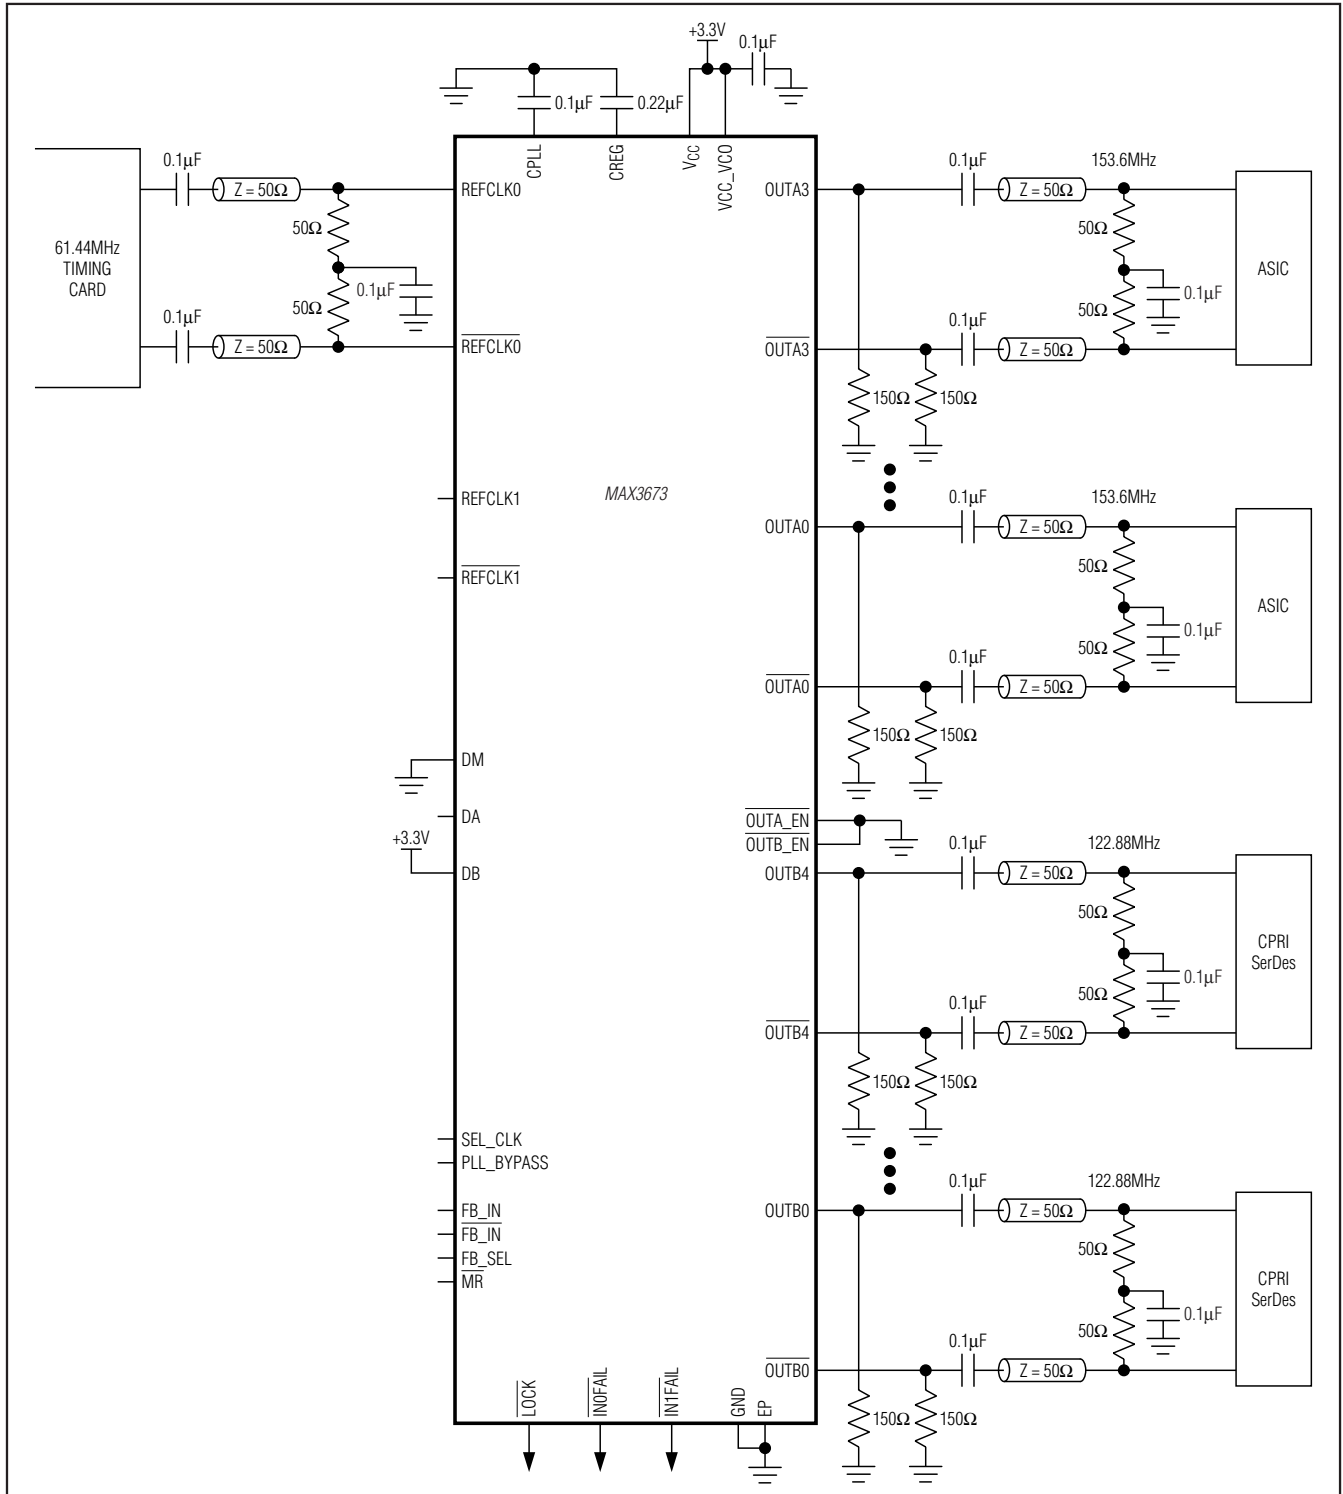 +3.3V
0.1µF
0.1µF
0.22µF
CPLL
CREG
VCC
VCC_VCO
0.1µF
Z = 50Ω
REFCLK0
50Ω
61.44MHz
TIMING
CARD
0.1µF
50Ω
0.1µF
Z = 50Ω
REFCLK0
REFCLK1
REFCLK1
MAX3673
DM
DA
+3.3V
DB
SEL_CLK
PLL_BYPASS
FB_IN
FB_IN
FB_SEL
MR
LOCK
IN0FAIL
IN1FAIL
GND
EP
OUTA3
0.1µF
Z = 50Ω
153.6MHz
50Ω
0.1µF
50Ω
ASIC
OUTA3
0.1µF
Z = 50Ω
150Ω
150Ω
OUTA0
0.1µF
Z = 50Ω
153.6MHz
50Ω
0.1µF
50Ω
ASIC
OUTA0
0.1µF
Z = 50Ω
150Ω
150Ω
OUTA_EN
OUTB_EN
OUTB4
0.1µF
Z = 50Ω
122.88MHz
50Ω
0.1µF
50Ω
CPRI
SerDes
OUTB4
0.1µF
Z = 50Ω
150Ω
150Ω
OUTB0
0.1µF
Z = 50Ω
122.88MHz
50Ω
0.1µF
50Ω
CPRI
SerDes
OUTB0
0.1µF
Z = 50Ω
150Ω
150Ω